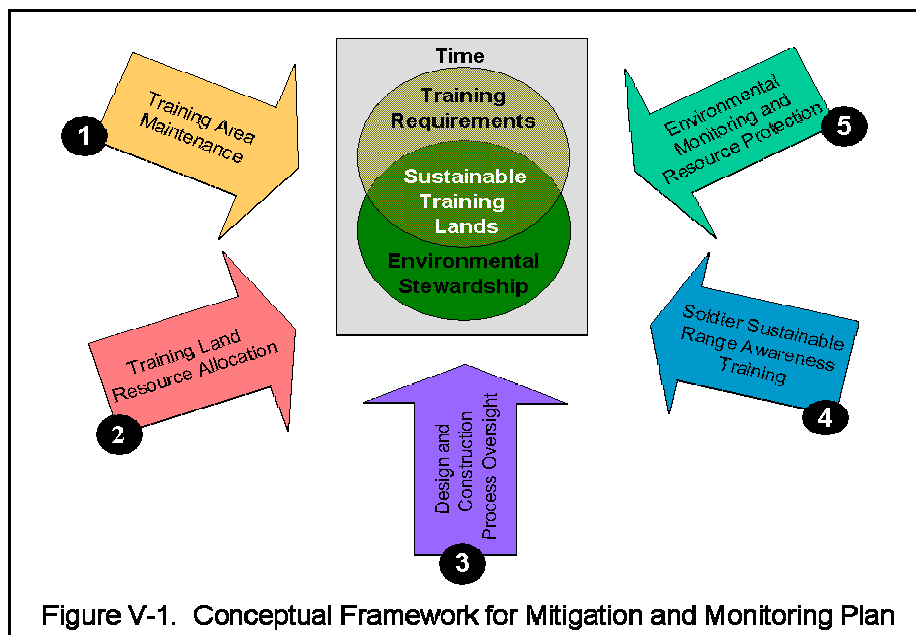 Time
Training
Requirements
Sustainable
Training
Lands
Environmental
Stewardship
1
Training Area
Maintenance
2
Training Land
Resource Allocation
3
Design and
Construction
Process Oversight
4
Soldier Sustainable
Range Awareness
Training
5
Environmental
Monitoring and
Resource Protection
Figure V-1. Conceptual Framework for Mitigation and Monitoring Plan